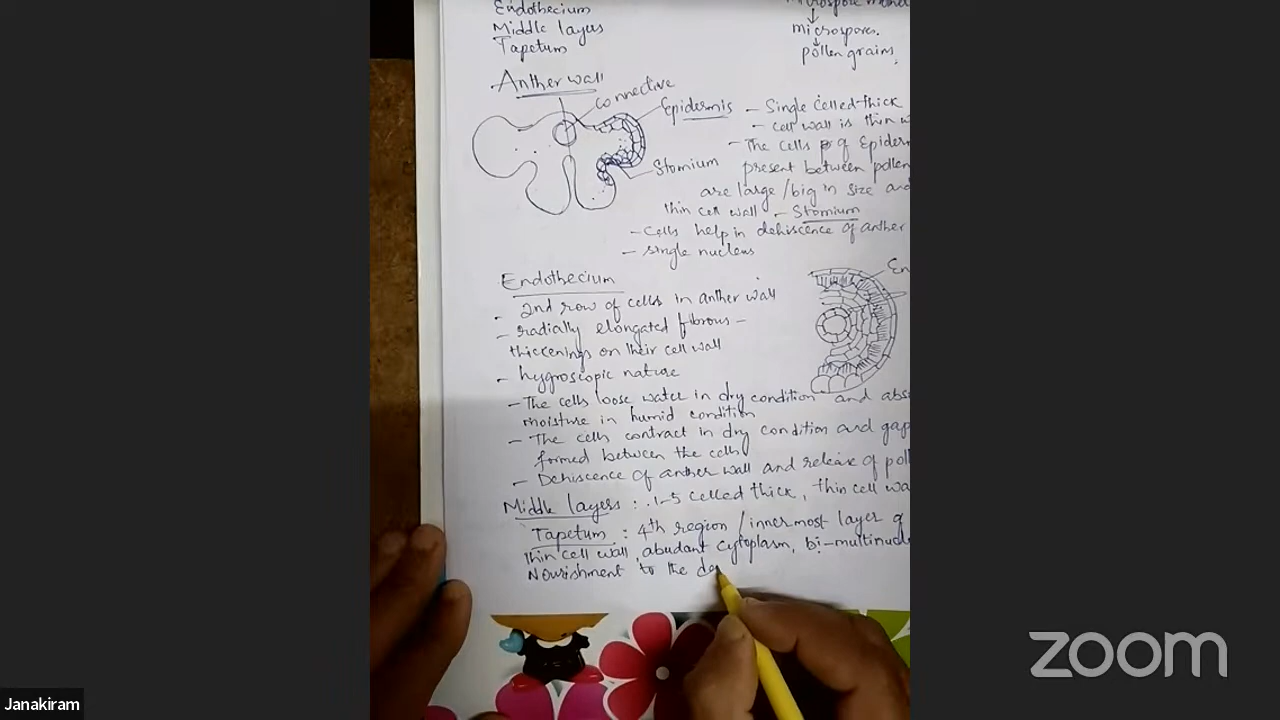 Endothecium
Middle layers
Tapetum
microspores.
pollen grains,
Anther wall
Connective
Epidermis - Single celled-thick
- cell wall is thin
- The cells of Epiderm
Stomium
present between pollen
are large/big in size and
thin cell wall - Stomium
- Cells help in dehiscence of anther
- single nucleus
Endothecium
En
- 2nd row of cells in anther wall
- radially elongated fibrous -
thickenings on their cell wall
- hygroscopic nature
- The cells loose water in dry condition and abs
moisture in humid condition
- The cells contract in dry condition and gap
formed between the cells
- Dehiscence of anther wall and release of poll
Middle layers : 1-5 celled thick, thin cell wa
Tapetum : 4th region / innermost layer of
thin cell wall, abudant cytoplasm, bi-multinucle
Nourishment to the de
zoom
Janakiram